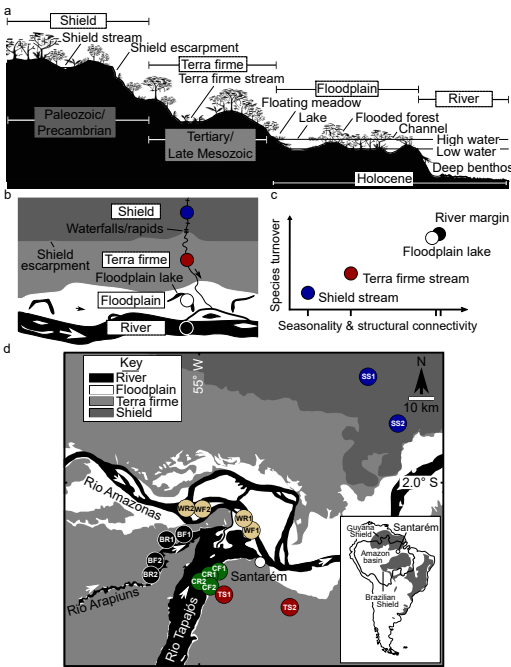 a
Shield
Shield stream
Shield escarpment
Terra firme
Terra firme stream
Floodplain
Floating meadow
River
Lake
Flooded forest
Channel
High water
Low water
Deep benthos
Paleozoic/
Precambrian
Tertiary/
Late Mesozoic
Holocene
b
Shield
Waterfalls/rapids
Shield
escarpment
Terra firme
Floodplain lake
Floodplain
River
c
Species turnover
River margin
Floodplain lake
Terra firme stream
Shield stream
Seasonality & structural connectivity
d
Key
River
Floodplain
Terra firme
Shield
55° W
N
10 km
SS1
SS2
2.0° S
Rio Amazonas
WR2
WF2
WR1
WF1
BR1
BF1
BF2
BR2
CF1
CR1
CR2
CF2
TS1
TS2
Santarém
Rio Arapiuns
Rio Tapajós
Guyana
Shield
Santarém
Amazon
basin
Brazilian
Shield